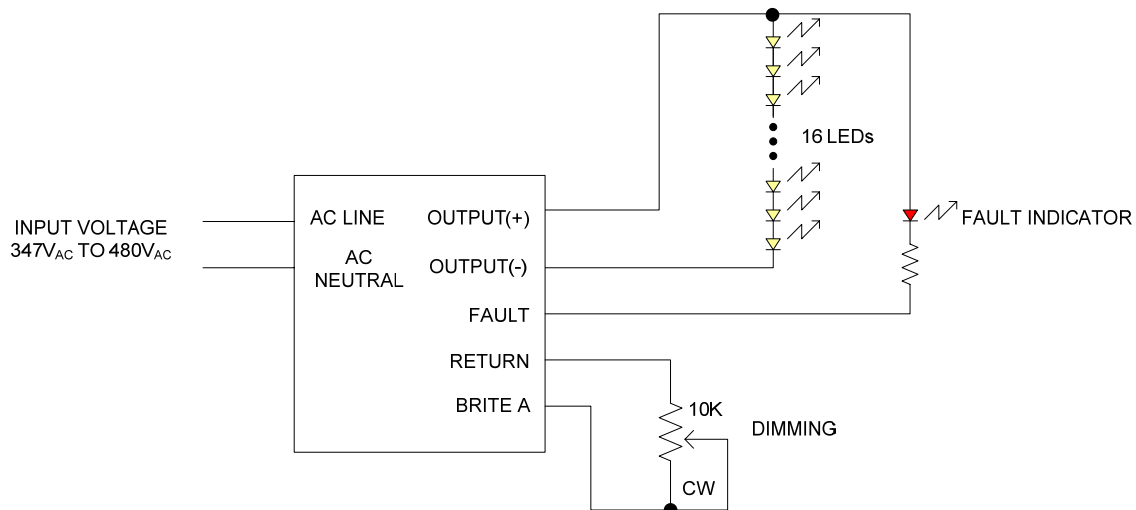 16 LEDs
INPUT VOLTAGE
347VAC TO 480VAC
AC LINE
AC
NEUTRAL
OUTPUT(+)
OUTPUT(-)
FAULT
RETURN
BRITE A
FAULT INDICATOR
10K
DIMMING
CW